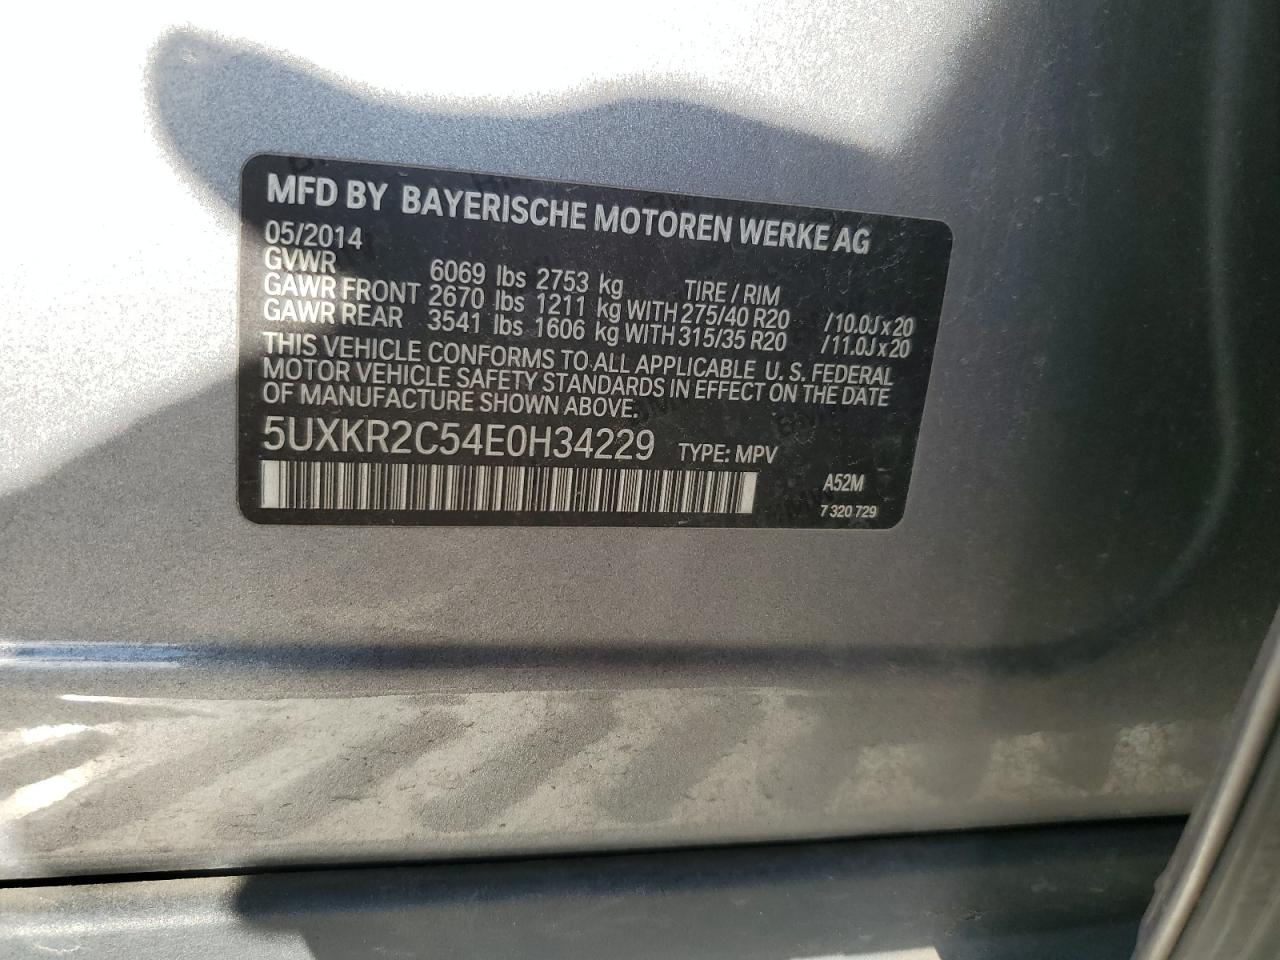 MFD BY BAYERISCHE MOTOREN WERKE AG
05/2014
GVWR 6069 lbs 2753 kg TIRE / RIM
GAWR FRONT 2670 lbs 1211 kg WITH 275/40 R20 /10.0J x 20
GAWR REAR 3541 lbs 1606 kg WITH 315/35 R20 /11.0J x 20
THIS VEHICLE CONFORMS TO ALL APPLICABLE U.S. FEDERAL
MOTOR VEHICLE SAFETY STANDARDS IN EFFECT ON THE DATE
OF MANUFACTURE SHOWN ABOVE.
5UXKR2C54E0H34229 TYPE: MPV
A52M
7 320 729